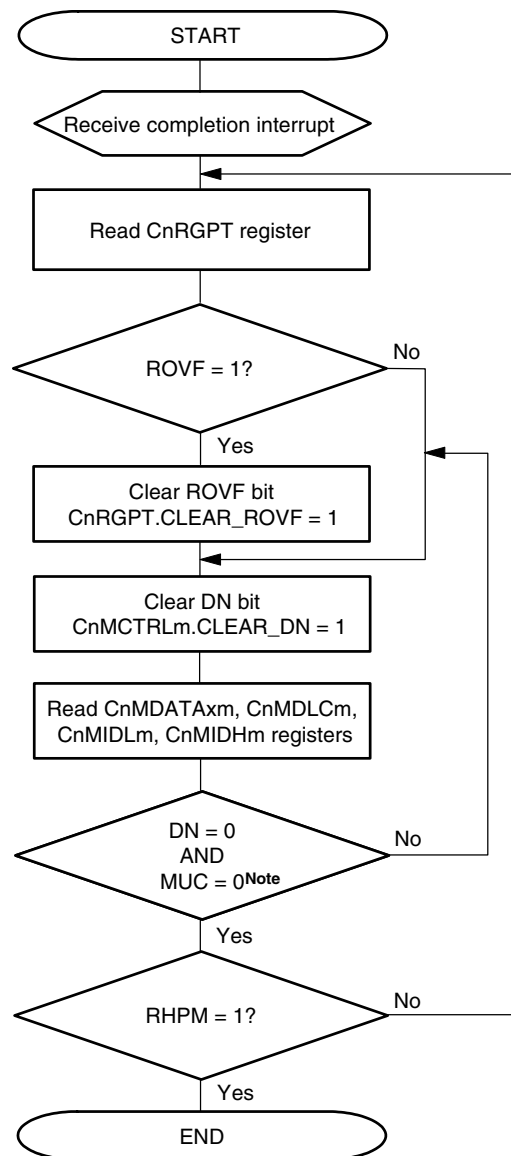 START
Receive completion interrupt
Read CnRGPT register
ROVF = 1?
No
Yes
Clear ROVF bit
CnRGPT.CLEAR_ROVF = 1
Clear DN bit
CnMCTRLm.CLEAR_DN = 1
Read CnMDATAxm, CnMDLCm,
CnMIDLm, CnMIDHm registers
DN = 0
AND
MUC = 0Note
No
Yes
RHPM = 1?
No
Yes
END